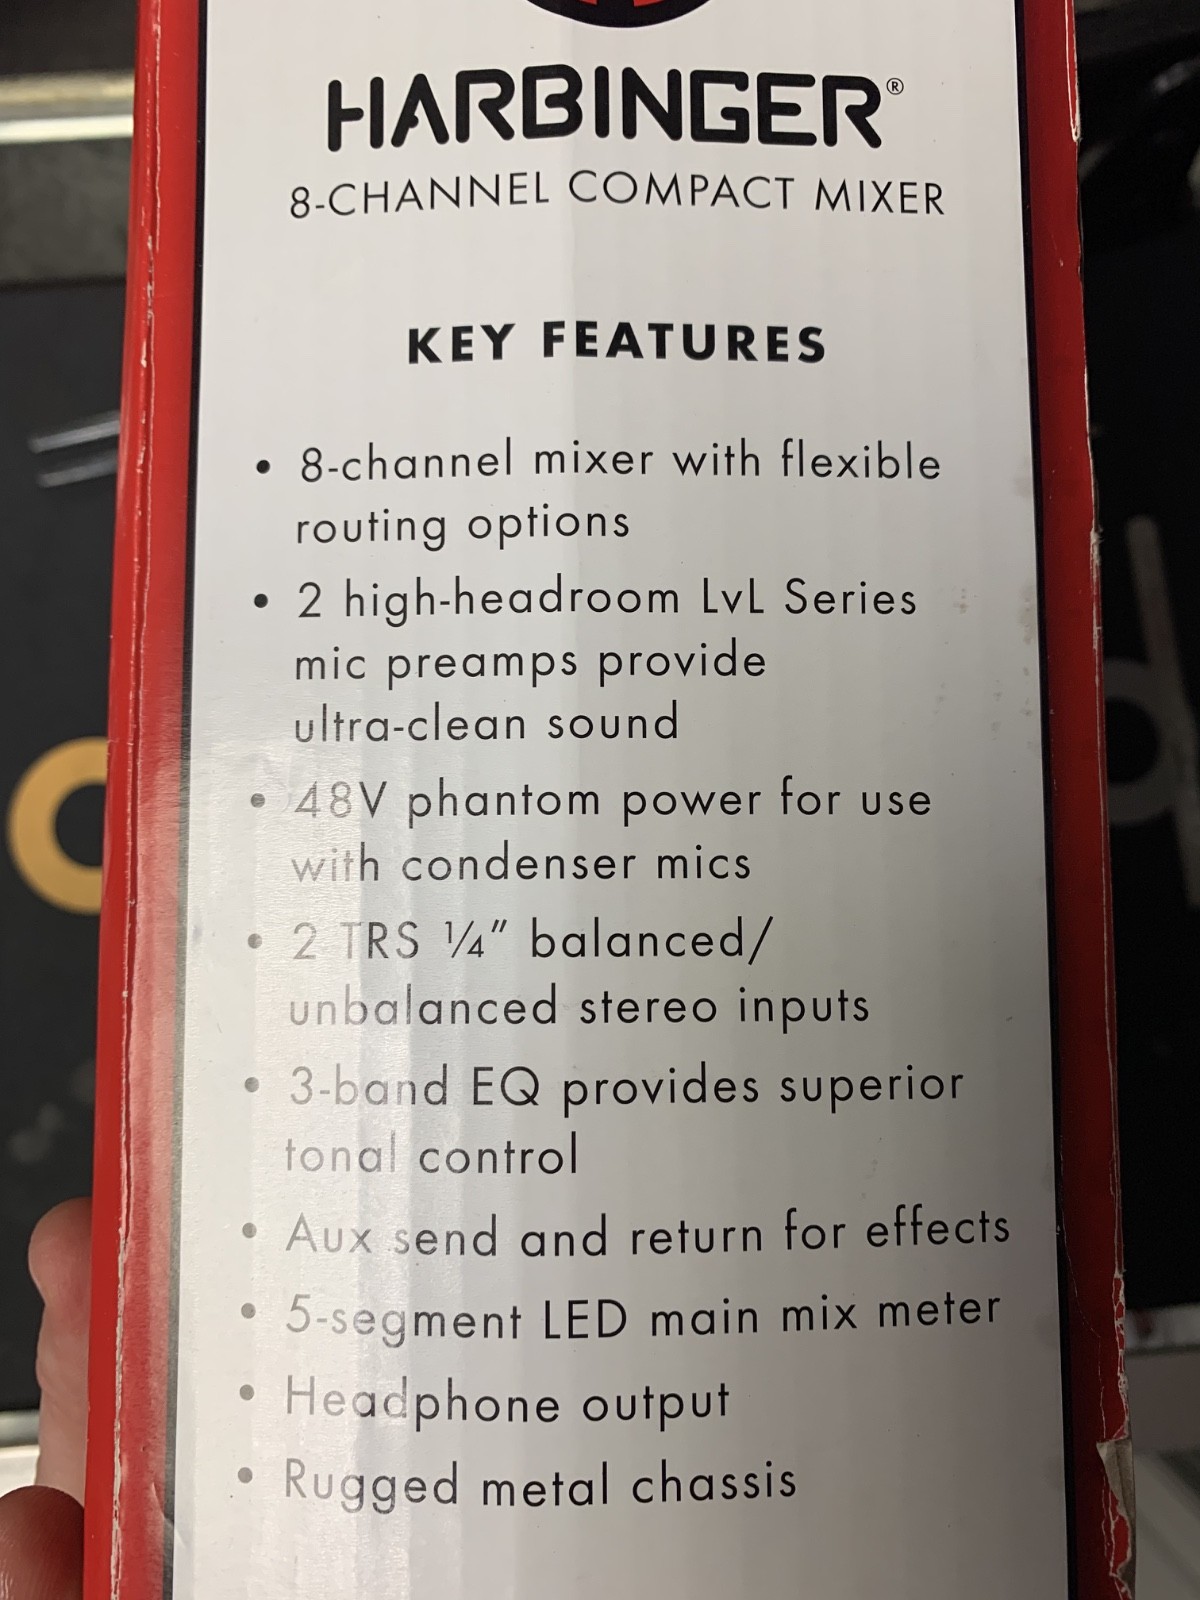 HARBINGER®
8-CHANNEL COMPACT MIXER
KEY FEATURES
• 8-channel mixer with flexible
routing options
• 2 high-headroom LvL Series
mic preamps provide
ultra-clean sound
• 48V phantom power for use
with condenser mics
• 2 TRS ¼" balanced/
unbalanced stereo inputs
• 3-band EQ provides superior
tonal control
• Aux send and return for effects
• 5-segment LED main mix meter
• Headphone output
• Rugged metal chassis